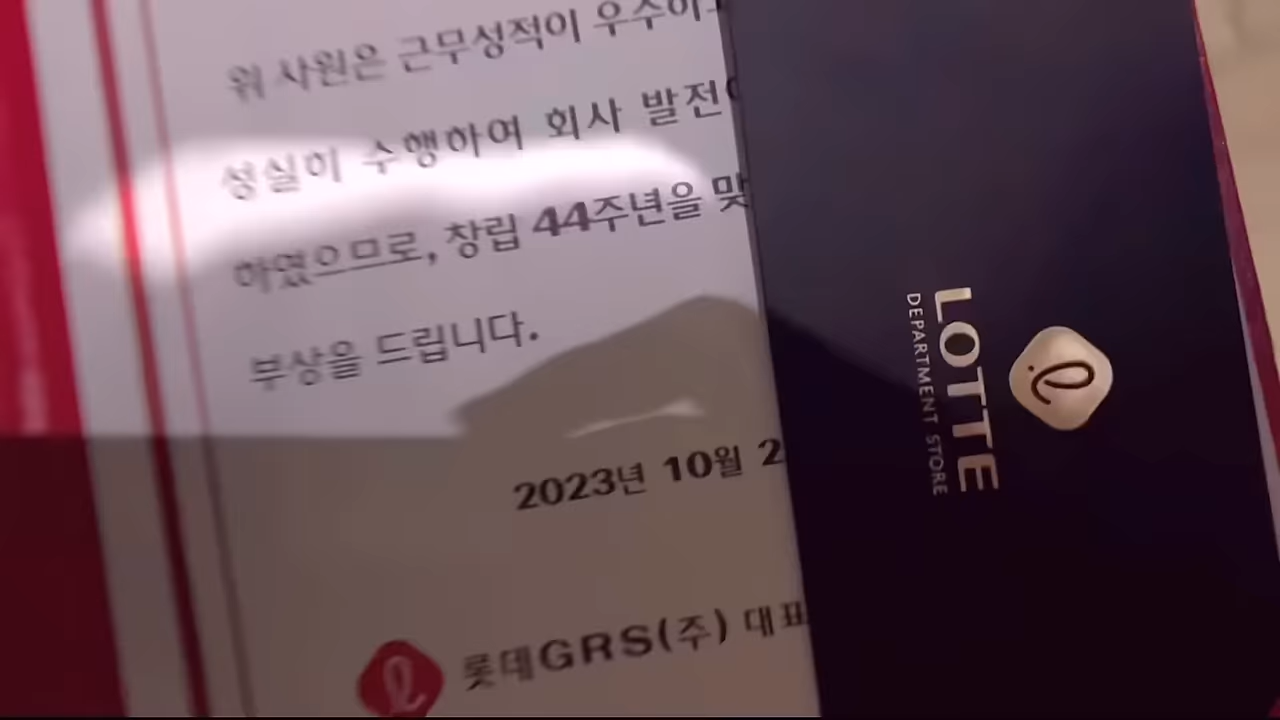 위 사원은 근무성적이 우수하
성실히 수행하여 회사 발전
하였으므로, 창립 44주년을 맞
부상을 드립니다.
2023년 10월 2
롯데GRS(주) 대표
LOTTE
DEPARTMENT STORE